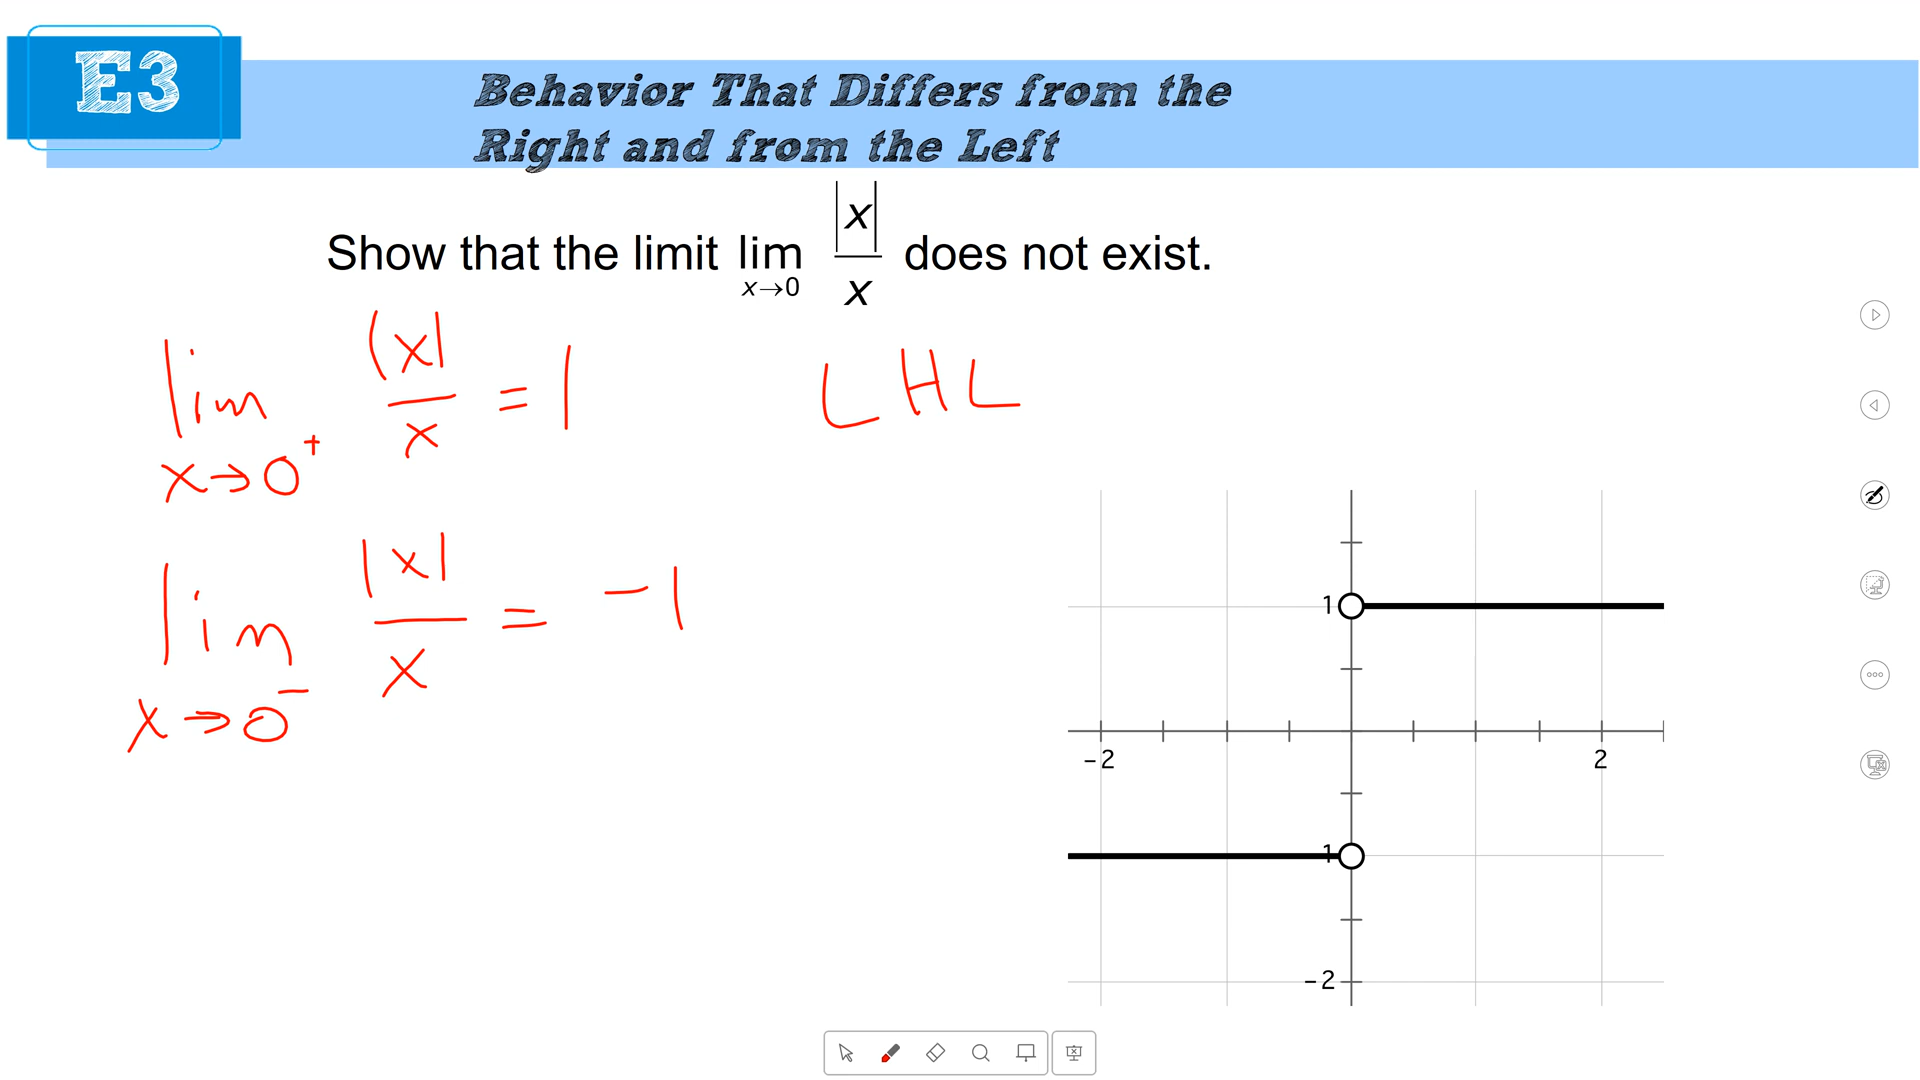 E3
Behavior That Differs from the
Right and from the Left
Show that the limit lim x→0 |x|/x does not exist.
lim x→0⁺ |x|/x = 1
LHL
lim x→0⁻ |x|/x = -1
1
-2 2
1
-2